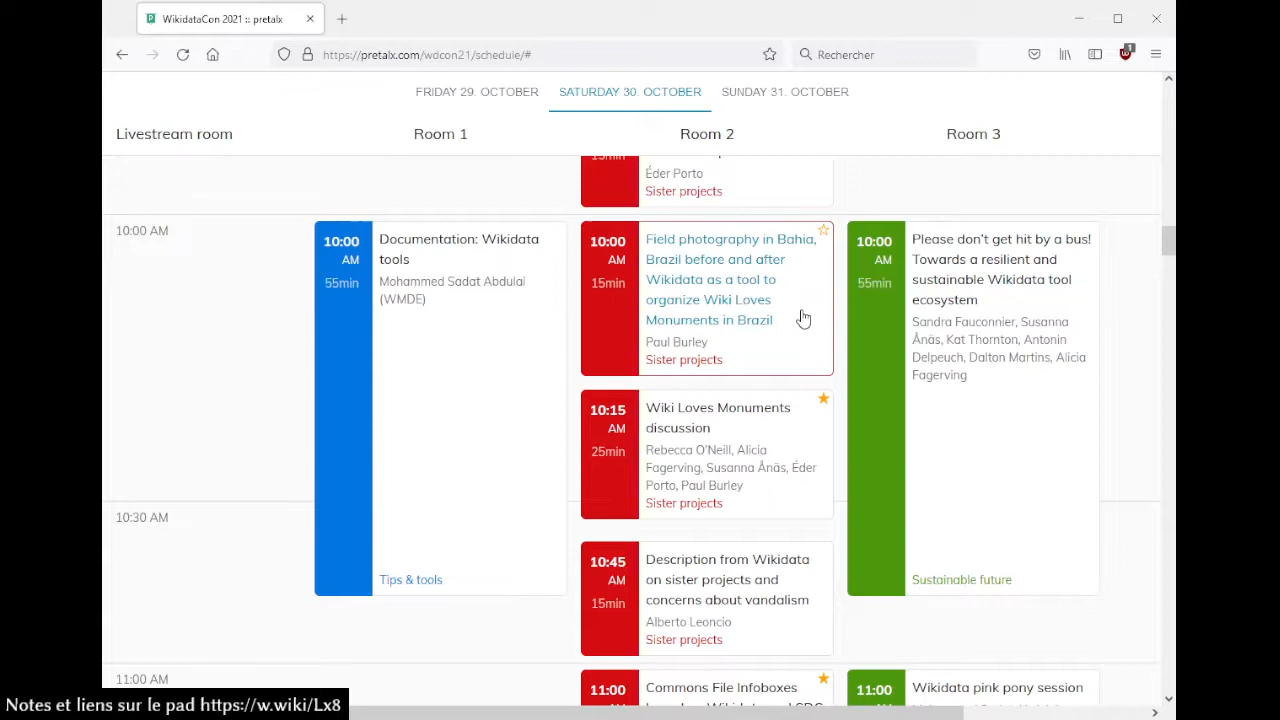 WikidataCon 2021 :: pretalx
https://pretalx.com/wdcon21/schedule/#
Rechercher
1
FRIDAY 29. OCTOBER
SATURDAY 30. OCTOBER
SUNDAY 31. OCTOBER
Livestream room
Room 1
Room 2
Room 3
15min
Éder Porto
Sister projects
10:00 AM
10:00
AM
55min
Documentation: Wikidata
tools
Mohammed Sadat Abdulai
(WMDE)
Tips & tools
10:00
AM
15min
Field photography in Bahia,
Brazil before and after
Wikidata as a tool to
organize Wiki Loves
Monuments in Brazil
Paul Burley
Sister projects
10:00
AM
55min
Please don't get hit by a bus!
Towards a resilient and
sustainable Wikidata tool
ecosystem
Sandra Fauconnier, Susanna
Ånäs, Kat Thornton, Antonin
Delpeuch, Dalton Martins, Alicia
Fagerving
Sustainable future
10:15
AM
25min
Wiki Loves Monuments
discussion
Rebecca O'Neill, Alicia
Fagerving, Susanna Ånäs, Éder
Porto, Paul Burley
Sister projects
10:30 AM
10:45
AM
15min
Description from Wikidata
on sister projects and
concerns about vandalism
Alberto Leoncio
Sister projects
11:00 AM
11:00
Commons File Infoboxes
11:00
Wikidata pink pony session
Notes et liens sur le pad https://w.wiki/Lx8